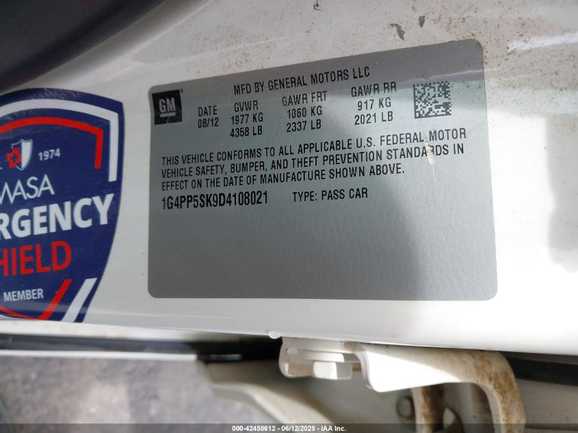 MFD BY GENERAL MOTORS LLC
GM
DATE GVWR GAWR FRT GAWR RR
08/12 1977 KG 1060 KG 917 KG
4358 LB 2337 LB 2021 LB
THIS VEHICLE CONFORMS TO ALL APPLICABLE U.S. FEDERAL MOTOR
VEHICLE SAFETY, BUMPER, AND THEFT PREVENTION STANDARDS IN
EFFECT ON THE DATE OF MANUFACTURE SHOWN ABOVE.
1G4PP5SK9D4108021 TYPE: PASS CAR
1974
MASA
SHIELD
MEMBER
000-42458612 - 06/12/2025 - IAA Inc.